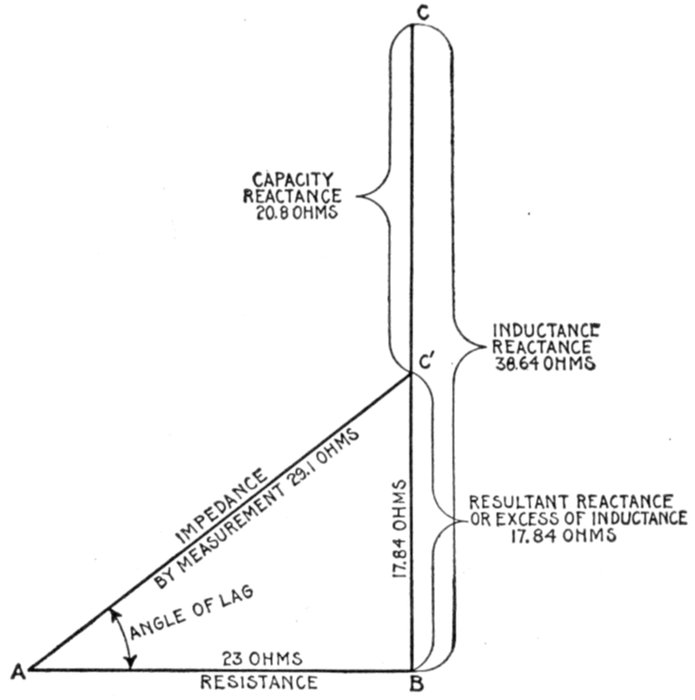 C
CAPACITY
REACTANCE
20.8 OHMS
INDUCTANCE
REACTANCE
38.64 OHMS
C'
IMPEDANCE
BY MEASUREMENT 29.1 OHMS
17.84 OHMS
RESULTANT REACTANCE
OR EXCESS OF INDUCTANCE
17.84 OHMS
ANGLE OF LAG
A
23 OHMS
RESISTANCE
B